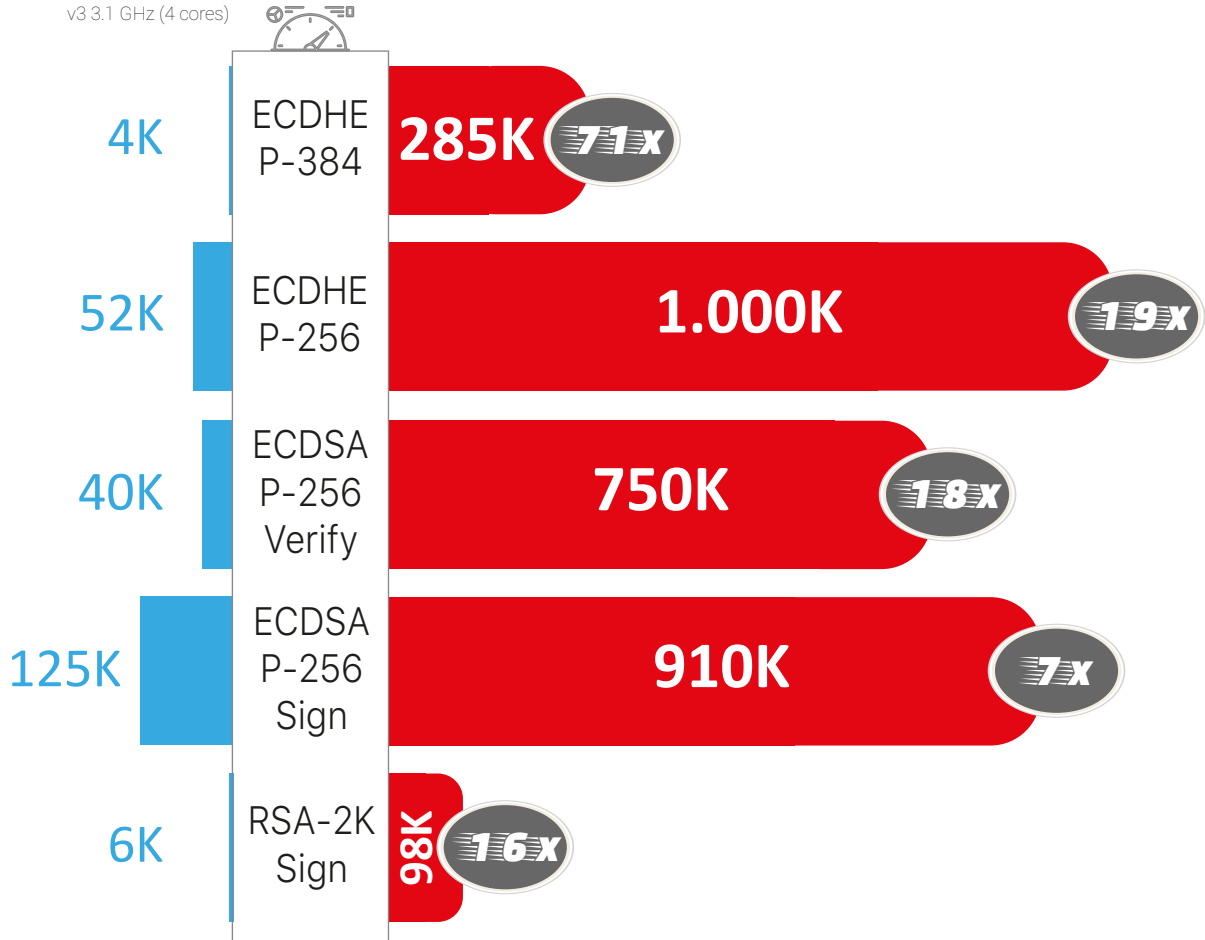 v3 3.1 GHz (4 cores)
4K
ECDHE
P-384
285K
71x
52K
ECDHE
P-256
1.000K
19x
40K
ECDSA
P-256
Verify
750K
18x
125K
ECDSA
P-256
Sign
910K
7x
6K
RSA-2K
Sign
98K
16x